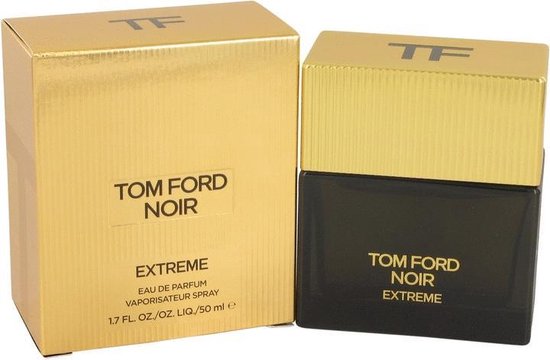 TF
TOM FORD
NOIR
EXTREME
EAU DE PARFUM
VAPORISATEUR SPRAY
1.7 FL. OZ./OZ. LIQ./50 ml ℮
TF
TOM FORD
NOIR
EXTREME